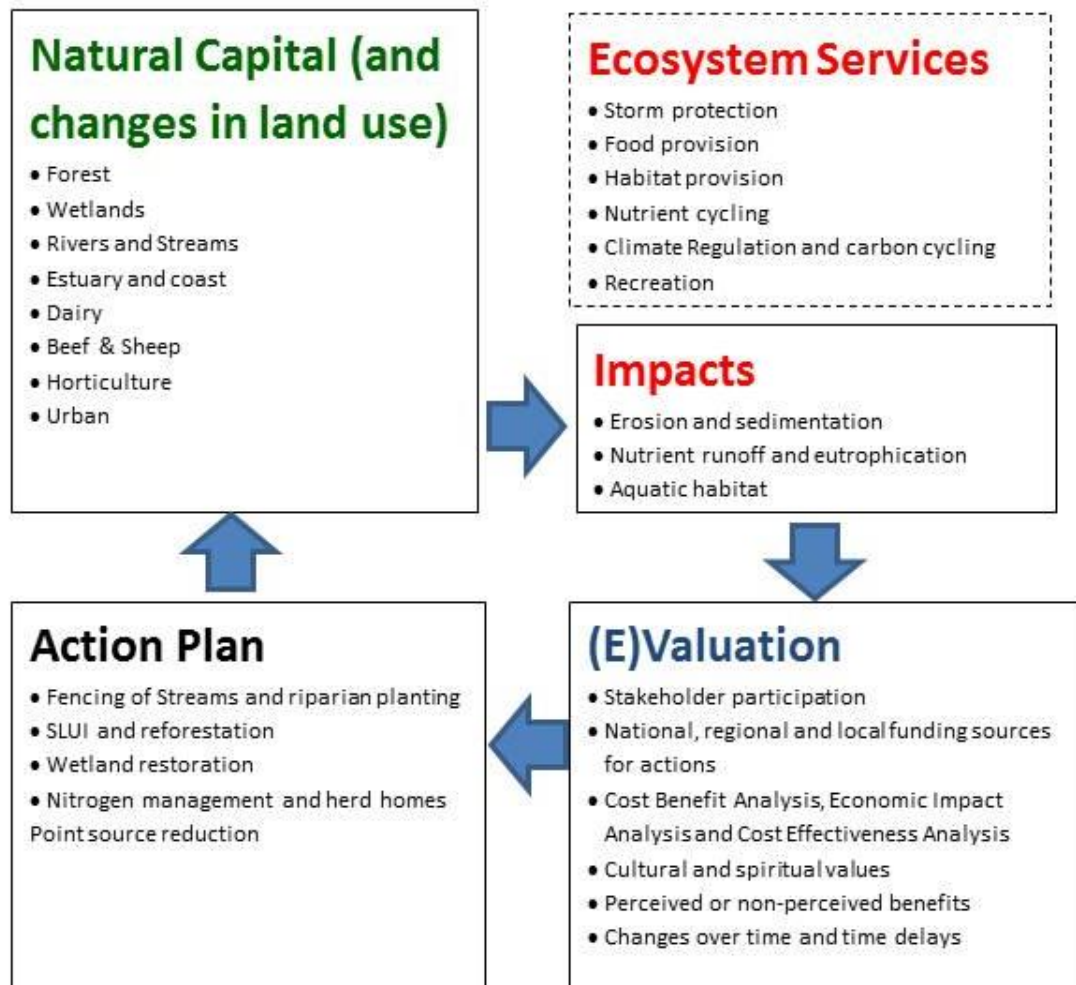 Natural Capital (and
changes in land use)
• Forest
• Wetlands
• Rivers and Streams
• Estuary and coast
• Dairy
• Beef & Sheep
• Horticulture
• Urban
Ecosystem Services
• Storm protection
• Food provision
• Habitat provision
• Nutrient cycling
• Climate Regulation and carbon cycling
• Recreation
Impacts
• Erosion and sedimentation
• Nutrient runoff and eutrophication
• Aquatic habitat
Action Plan
• Fencing of Streams and riparian planting
• SLUI and reforestation
• Wetland restoration
• Nitrogen management and herd homes
Point source reduction
(E)Valuation
• Stakeholder participation
• National, regional and local funding sources
for actions
• Cost Benefit Analysis, Economic Impact
Analysis and Cost Effectiveness Analysis
• Cultural and spiritual values
• Perceived or non-perceived benefits
• Changes over time and time delays